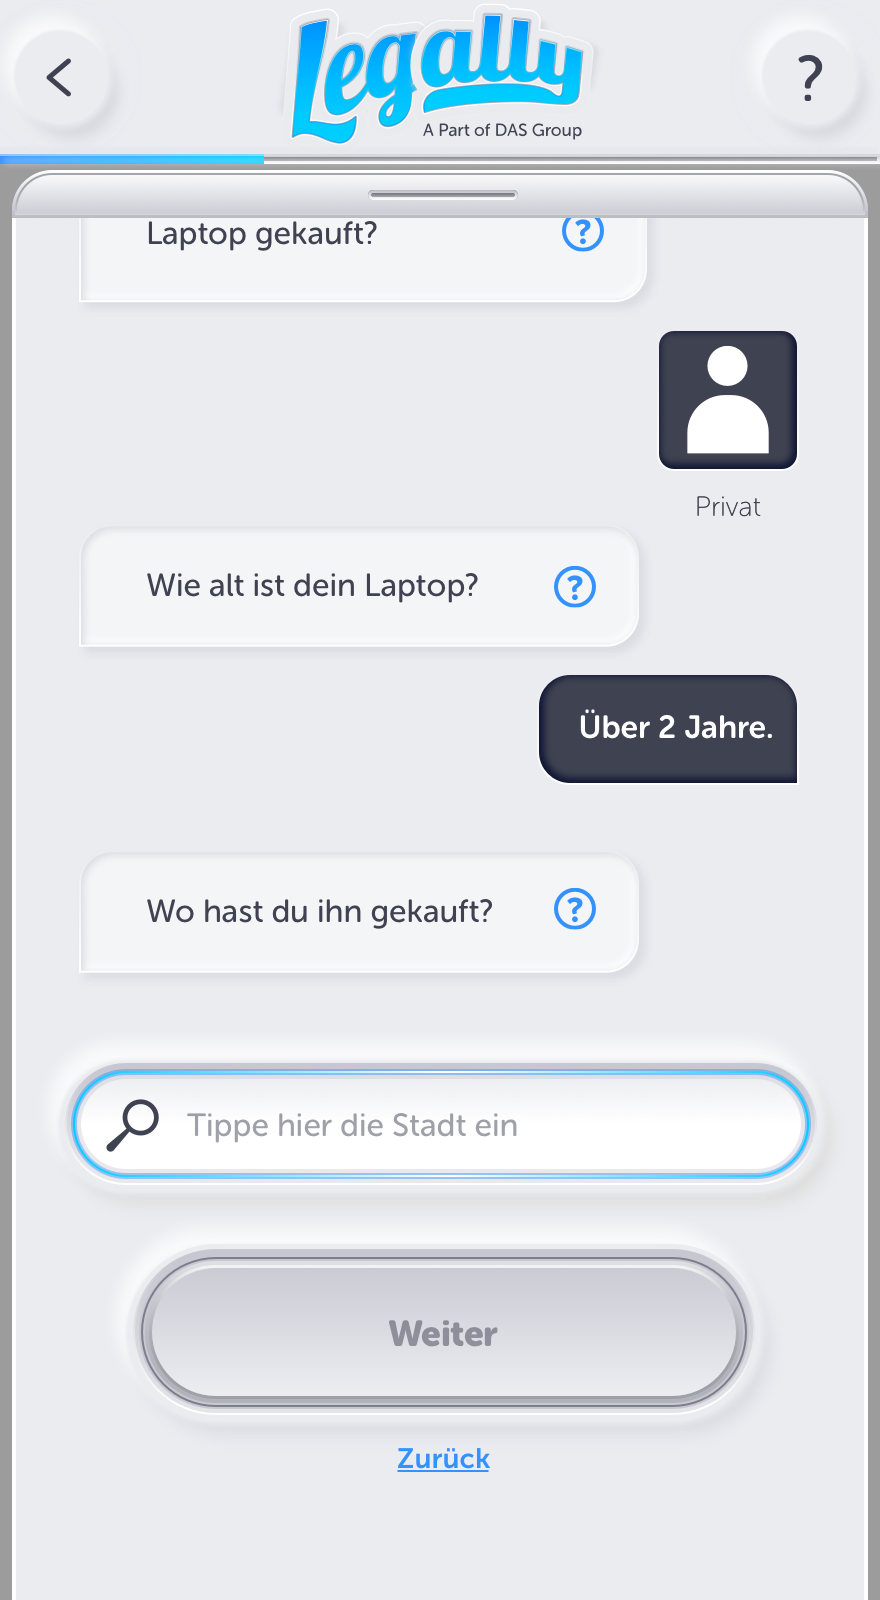 Legally
A Part of DAS Group
?
Laptop gekauft?
?
Privat
Wie alt ist dein Laptop?
?
Über 2 Jahre.
Wo hast du ihn gekauft?
?
Tippe hier die Stadt ein
Weiter
Zurück